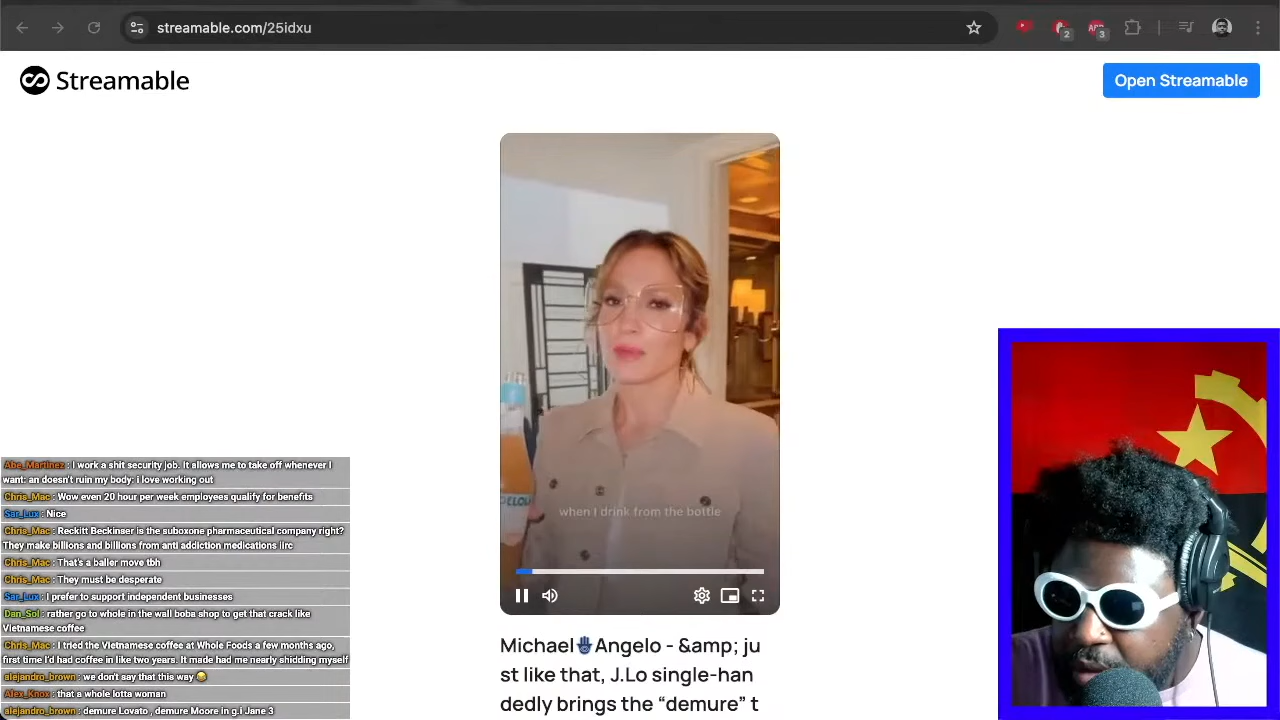 streamable.com/25idxu
2
3
Streamable
Open Streamable
when I drink from the bottle
Michael🪬Angelo - &amp; ju
st like that, J.Lo single-han
dedly brings the “demure” t
Abe_Martinez : I work a shit security job. It allows me to take off whenever I
want: an doesn't ruin my body: i love working out
Chris_Mac : Wow even 20 hour per week employees qualify for benefits
Sar_Lux : Nice
Chris_Mac : Reckitt Beckinser is the suboxone pharmaceutical company right?
They make billions and billions from anti addiction medications iirc
Chris_Mac : That's a baller move tbh
Chris_Mac : They must be desperate
Sar_Lux : I prefer to support independent businesses
Dan_Sol : rather go to whole in the wall boba shop to get that crack like
Vietnamese coffee
Chris_Mac : I tried the Vietnamese coffee at Whole Foods a few months ago,
first time I'd had coffee in like two years. It made had me nearly shidding myself
alejandro_brown : we don't say that this way 😂
Alex_Knox : that a whole lotta woman
alejandro_brown : demure Lovato , demure Moore in g.i Jane 3